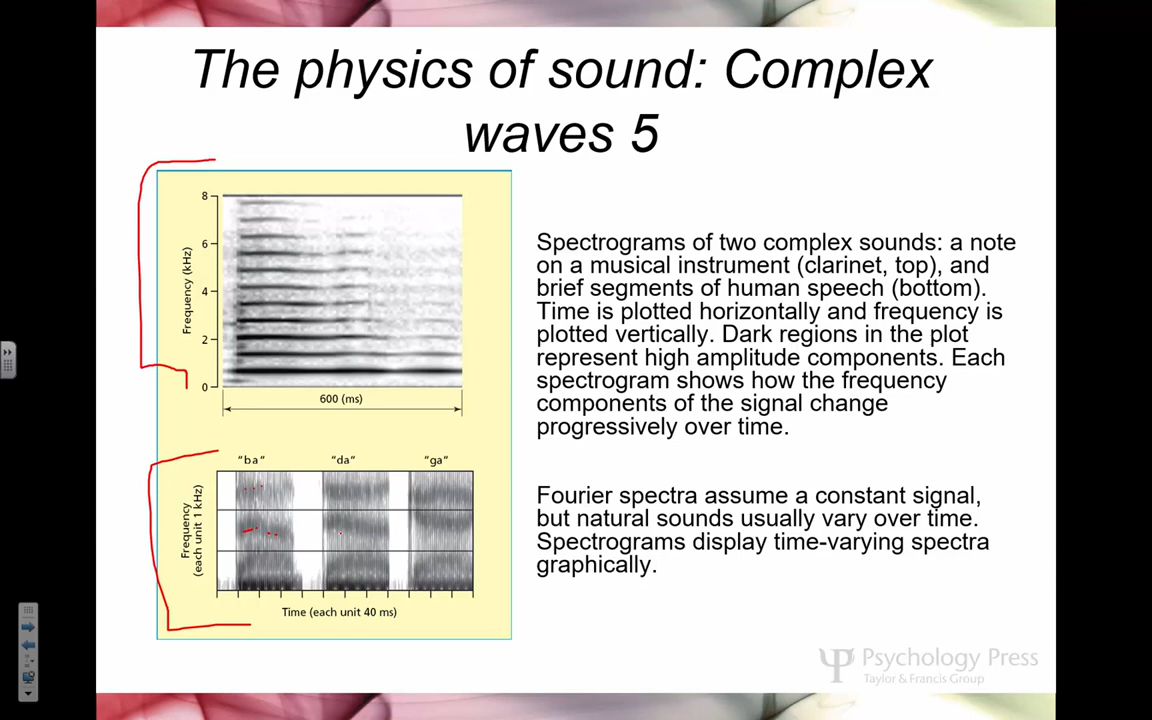 The physics of sound: Complex
waves 5
8
6
4
2
0
Frequency (kHz)
600 (ms)
"ba" "da" "ga"
Frequency
(each unit 1 kHz)
Time (each unit 40 ms)
Spectrograms of two complex sounds: a note
on a musical instrument (clarinet, top), and
brief segments of human speech (bottom).
Time is plotted horizontally and frequency is
plotted vertically. Dark regions in the plot
represent high amplitude components. Each
spectrogram shows how the frequency
components of the signal change
progressively over time.
Fourier spectra assume a constant signal,
but natural sounds usually vary over time.
Spectrograms display time-varying spectra
graphically.
Psychology Press
Taylor & Francis Group